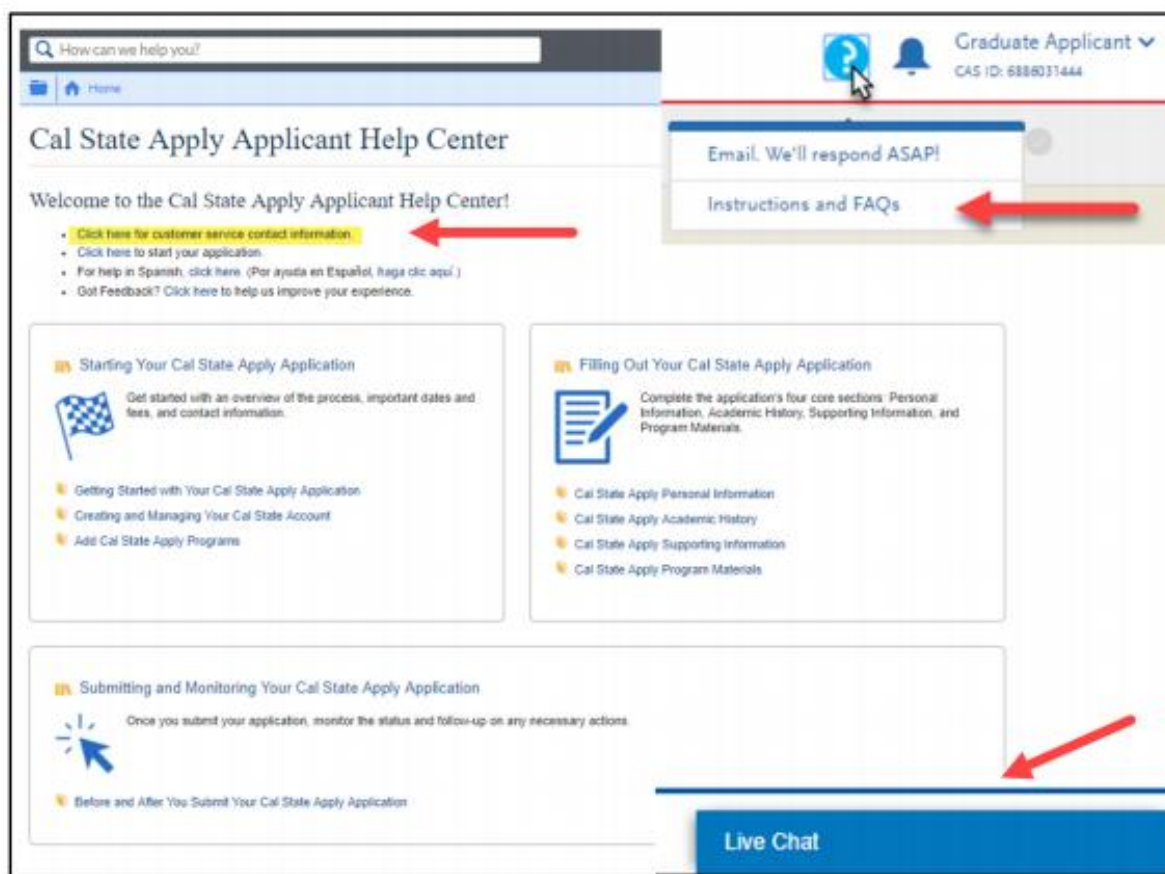 How can we help you?
Graduate Applicant
CAS ID: 6886031444
Home
Email. We'll respond ASAP!
Instructions and FAQs
Cal State Apply Applicant Help Center
Welcome to the Cal State Apply Applicant Help Center!
Click here for customer service contact information.
Click here to start your application.
For help in Spanish, click here. (Por ayuda en Español, haga clic aquí.)
Got Feedback? Click here to help us improve your experience.
Starting Your Cal State Apply Application
Get started with an overview of the process, important dates and
fees, and contact information.
Getting Started with Your Cal State Apply Application
Creating and Managing Your Cal State Account
Add Cal State Apply Programs
Filling Out Your Cal State Apply Application
Complete the application's four core sections: Personal
Information, Academic History, Supporting Information, and
Program Materials.
Cal State Apply Personal Information
Cal State Apply Academic History
Cal State Apply Supporting Information
Cal State Apply Program Materials
Submitting and Monitoring Your Cal State Apply Application
Once you submit your application, monitor the status and follow-up on any necessary actions.
Before and After You Submit Your Cal State Apply Application
Live Chat